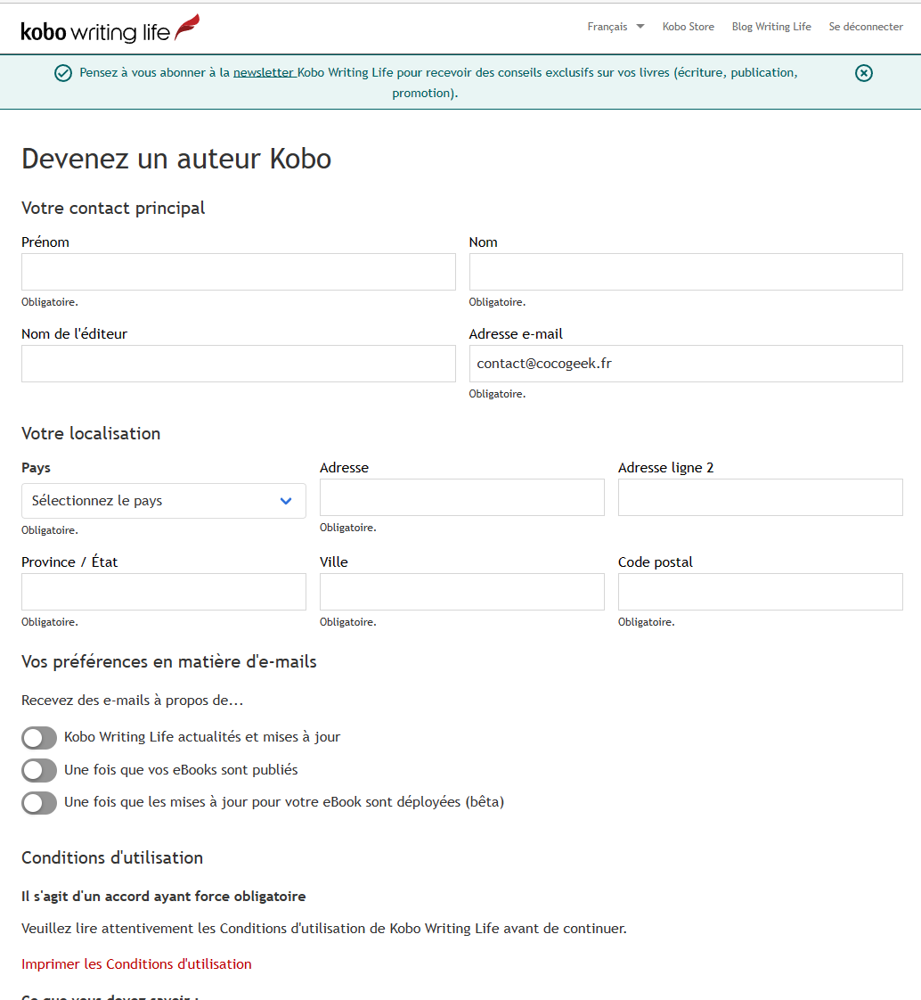 kobo writing life
Français Kobo Store Blog Writing Life Se déconnecter
Pensez à vous abonner à la newsletter Kobo Writing Life pour recevoir des conseils exclusifs sur vos livres (écriture, publication,
promotion).
Devenez un auteur Kobo
Votre contact principal
Prénom Nom
Obligatoire. Obligatoire.
Nom de l'éditeur Adresse e-mail
contact@cocogeek.fr
Obligatoire.
Votre localisation
Pays Adresse Adresse ligne 2
Sélectionnez le pays
Obligatoire. Obligatoire.
Province / État Ville Code postal
Obligatoire. Obligatoire. Obligatoire.
Vos préférences en matière d'e-mails
Recevez des e-mails à propos de...
Kobo Writing Life actualités et mises à jour
Une fois que vos eBooks sont publiés
Une fois que les mises à jour pour votre eBook sont déployées (bêta)
Conditions d'utilisation
Il s'agit d'un accord ayant force obligatoire
Veuillez lire attentivement les Conditions d'utilisation de Kobo Writing Life avant de continuer.
Imprimer les Conditions d'utilisation
Ce que vous devez savoir :